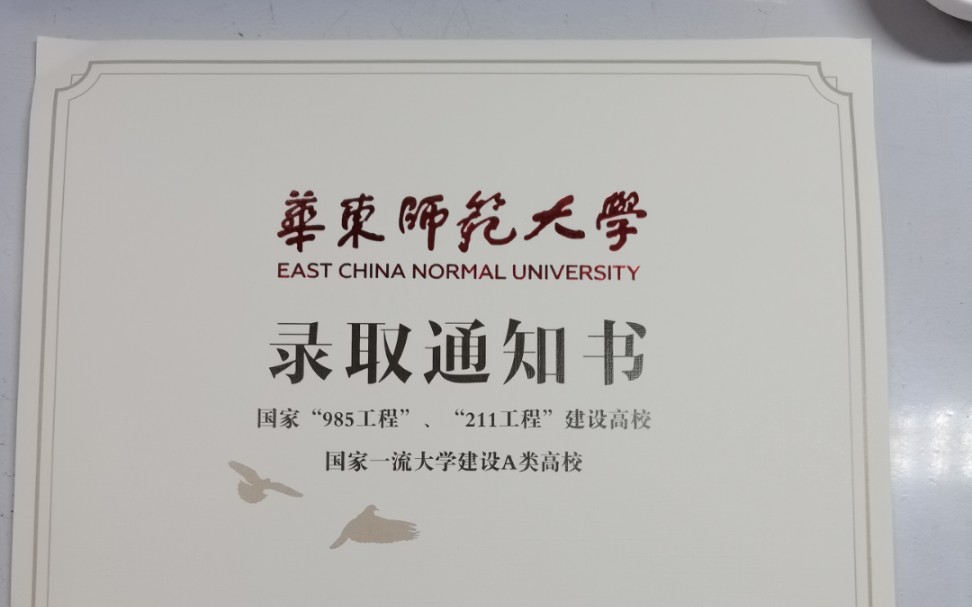 華東師範大學
EAST CHINA NORMAL UNIVERSITY
录取通知书
国家“985工程”、“211工程”建设高校
国家一流大学建设A类高校